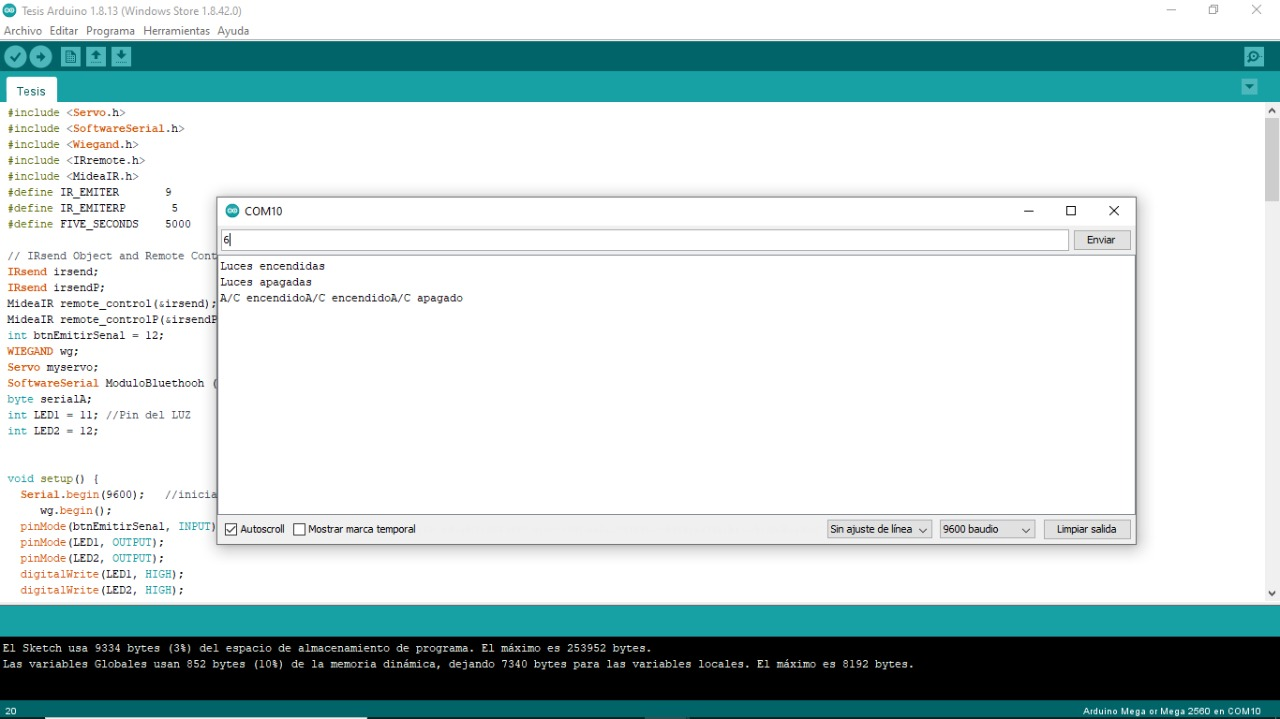 Tesis Arduino 1.8.13 (Windows Store 1.8.42.0)
Archivo Editar Programa Herramientas Ayuda
Tesis
#include <Servo.h>
#include <SoftwareSerial.h>
#include <Wiegand.h>
#include <IRremote.h>
#include <MideaIR.h>
#define IR_EMITER       9
#define IR_EMITERP       5
#define FIVE_SECONDS    5000
// IRsend Object and Remote Cont
IRsend irsend;
IRsend irsendP;
MideaIR remote_control(&irsend);
MideaIR remote_controlP(&irsendP
int btnEmitirSenal = 12;
WIEGAND wg;
Servo myservo;
SoftwareSerial ModuloBluethooh (
byte serialA;
int LED1 = 11; //Pin del LUZ
int LED2 = 12;
void setup() {
Serial.begin(9600);   //inicia
wg.begin();
pinMode(btnEmitirSenal, INPUT)
pinMode(LED1, OUTPUT);
pinMode(LED2, OUTPUT);
digitalWrite(LED1, HIGH);
digitalWrite(LED2, HIGH);
COM10
6
Enviar
Luces encendidas
Luces apagadas
A/C encendidoA/C encendidoA/C apagado
Autoscroll Mostrar marca temporal
Sin ajuste de línea 9600 baudio Limpiar salida
El Sketch usa 9334 bytes (3%) del espacio de almacenamiento de programa. El máximo es 253952 bytes.
Las variables Globales usan 852 bytes (10%) de la memoria dinámica, dejando 7340 bytes para las variables locales. El máximo es 8192 bytes.
20
Arduino Mega or Mega 2560 en COM10